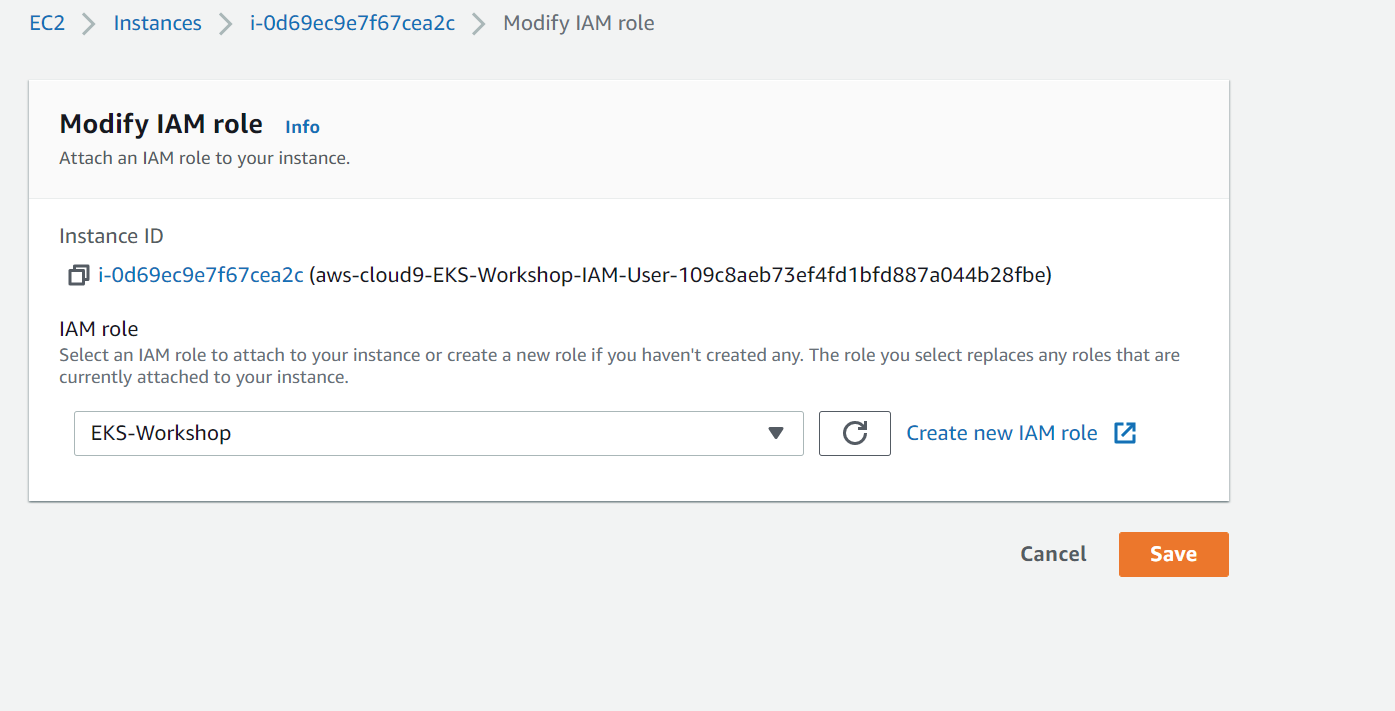 EC2 > Instances > i-0d69ec9e7f67cea2c > Modify IAM role
Modify IAM role Info
Attach an IAM role to your instance.
Instance ID
i-0d69ec9e7f67cea2c (aws-cloud9-EKS-Workshop-IAM-User-109c8aeb73ef4fd1bfd887a044b28fbe)
IAM role
Select an IAM role to attach to your instance or create a new role if you haven't created any. The role you select replaces any roles that are
currently attached to your instance.
EKS-Workshop Create new IAM role
Cancel Save